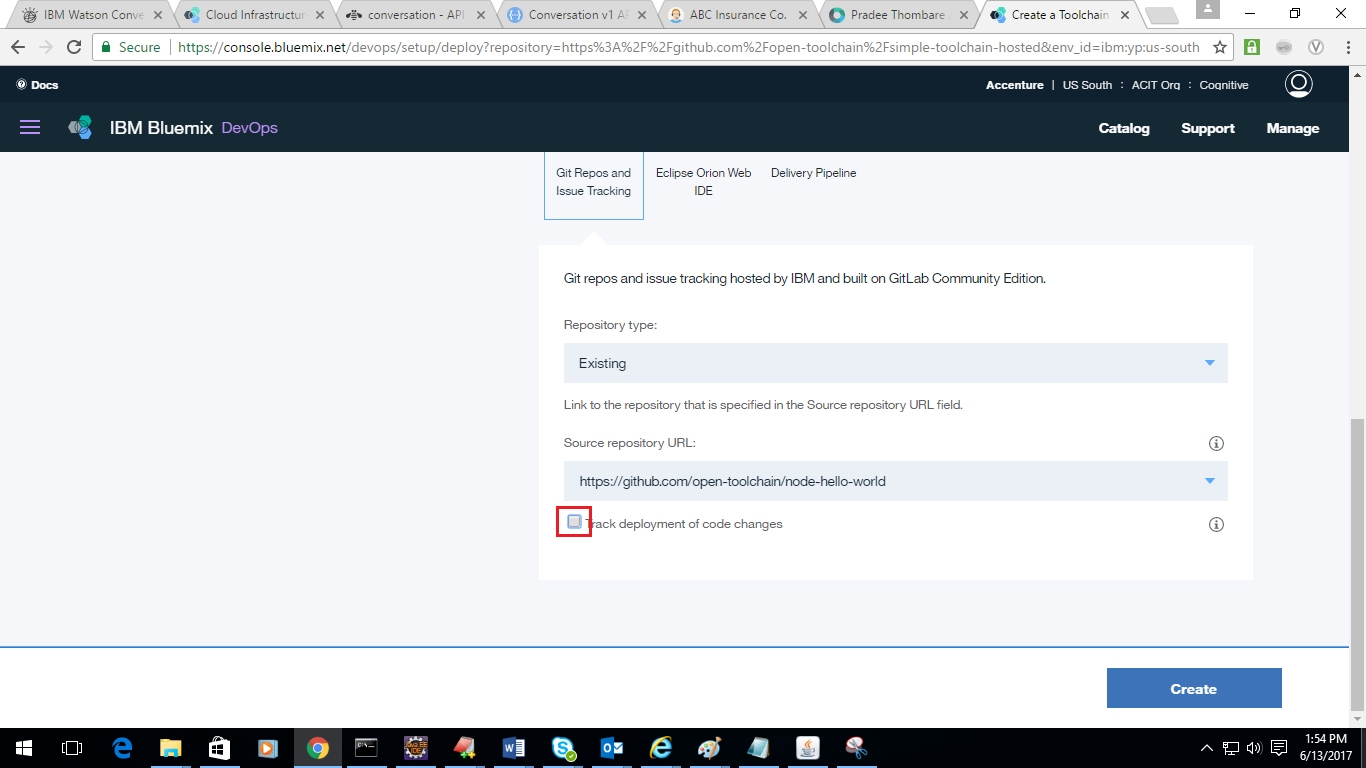 IBM Watson Conve
Cloud Infrastructur
conversation - API
Conversation v1 AP
ABC Insurance Co.
Pradee Thombare
Create a Toolchain
Secure
https://console.bluemix.net/devops/setup/deploy?repository=https%3A%2F%2Fgithub.com%2Fopen-toolchain%2Fsimple-toolchain-hosted&env_id=ibm:yp:us-south
Docs
Accenture | US South : ACIT Org : Cognitive
IBM Bluemix DevOps
Catalog
Support
Manage
Git Repos and
Issue Tracking
Eclipse Orion Web
IDE
Delivery Pipeline
Git repos and issue tracking hosted by IBM and built on GitLab Community Edition.
Repository type:
Existing
Link to the repository that is specified in the Source repository URL field.
Source repository URL:
https://github.com/open-toolchain/node-hello-world
Track deployment of code changes
Create
1:54 PM
6/13/2017